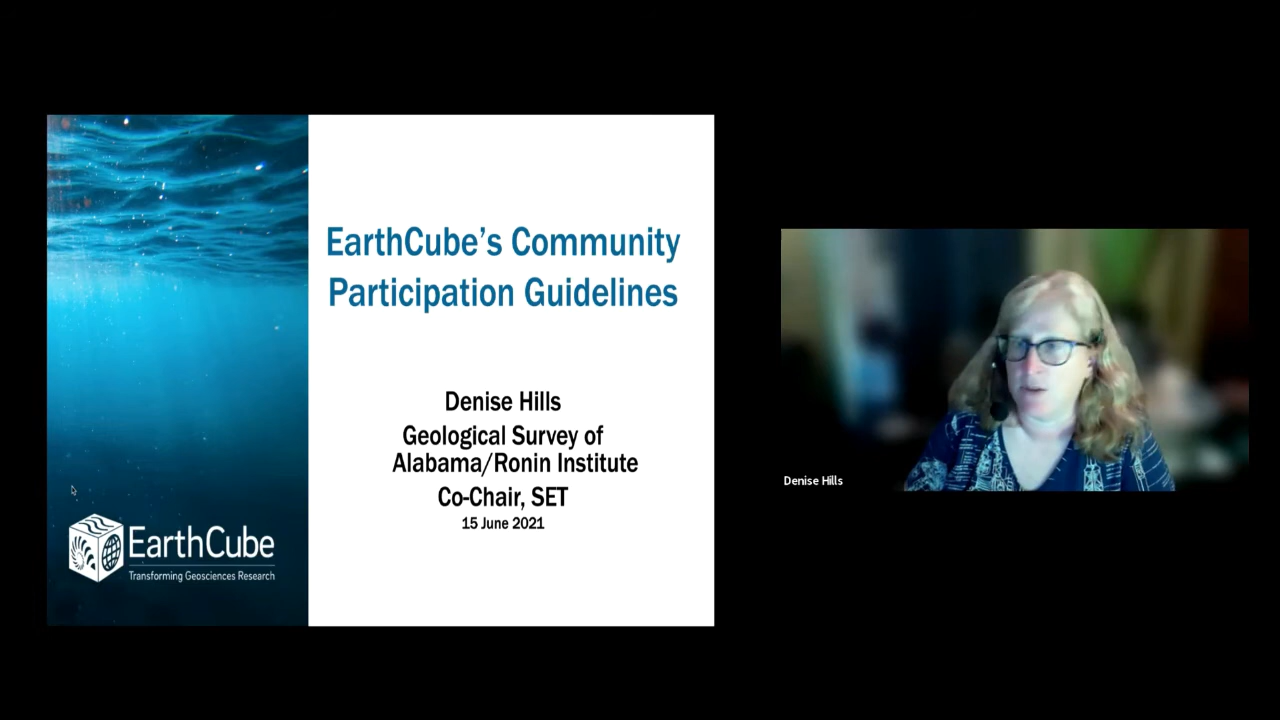 EarthCube’s Community
Participation Guidelines
Denise Hills
Geological Survey of
Alabama/Ronin Institute
Co-Chair, SET
15 June 2021
EarthCube
Transforming Geosciences Research
Denise Hills